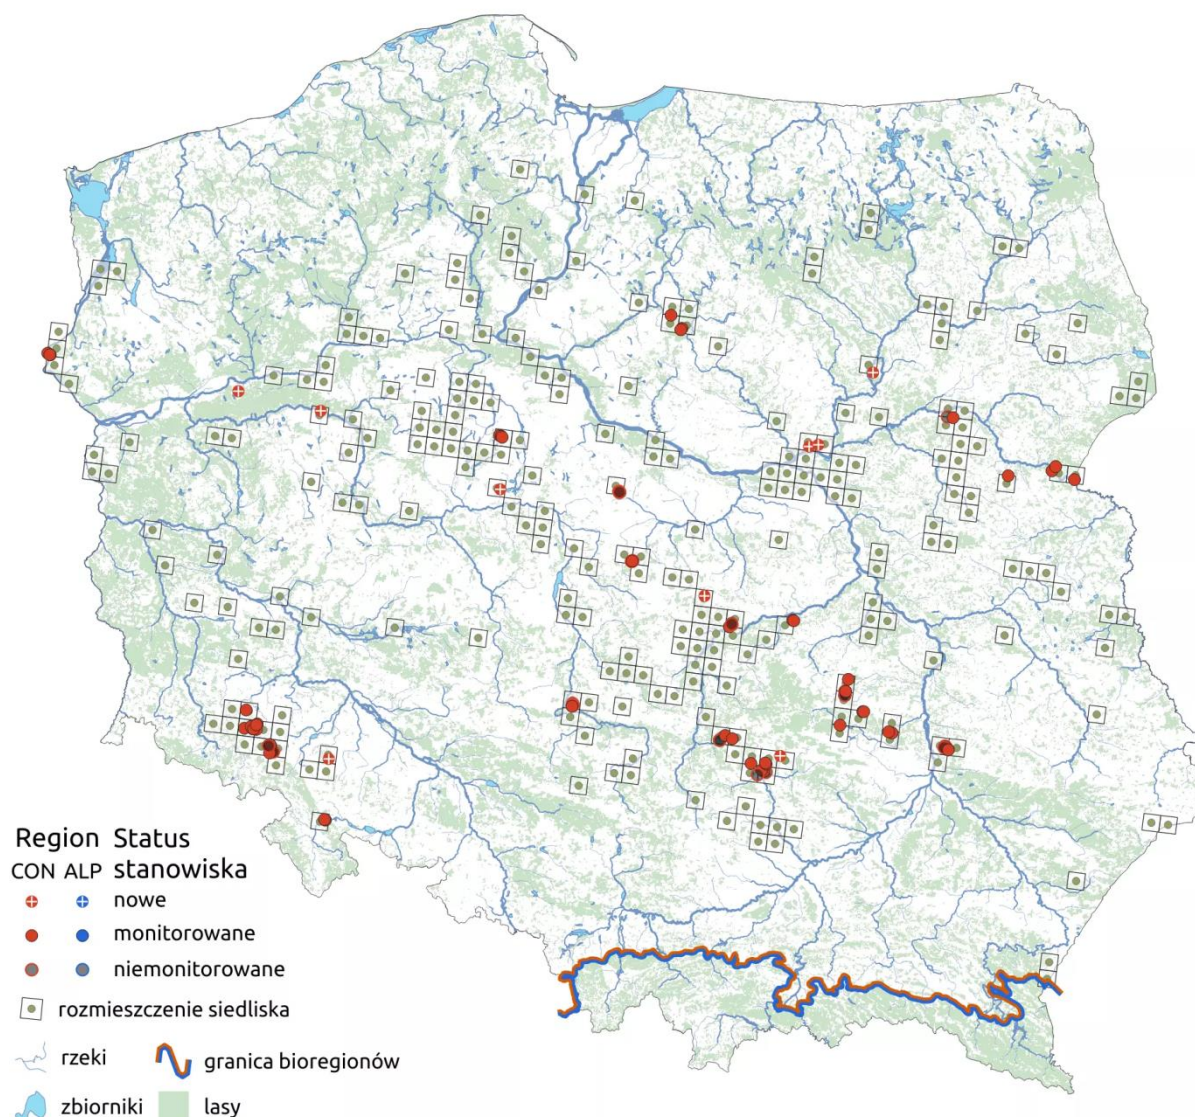 Region Status
CON ALP stanowiska
nowe
monitorowane
niemonitorowane
rozmieszczenie siedliska
rzeki granica bioregionów
zbiorniki lasy